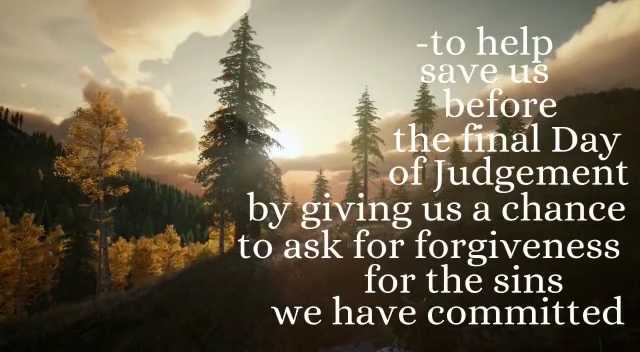 -to help
save us
before
the final Day
of Judgement
by giving us a chance
to ask for forgiveness
for the sins
we have committed